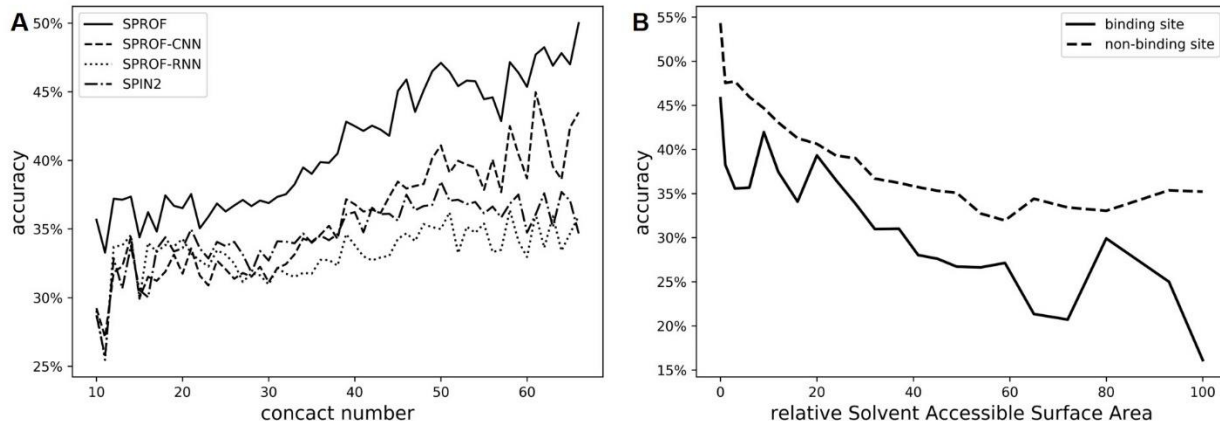 A
50%
45%
40%
35%
30%
25%
accuracy
SPROF
SPROF-CNN
SPROF-RNN
SPIN2
10 20 30 40 50 60
concact number
B
55%
50%
45%
40%
35%
30%
25%
20%
15%
accuracy
binding site
non-binding site
0 20 40 60 80 100
relative Solvent Accessible Surface Area